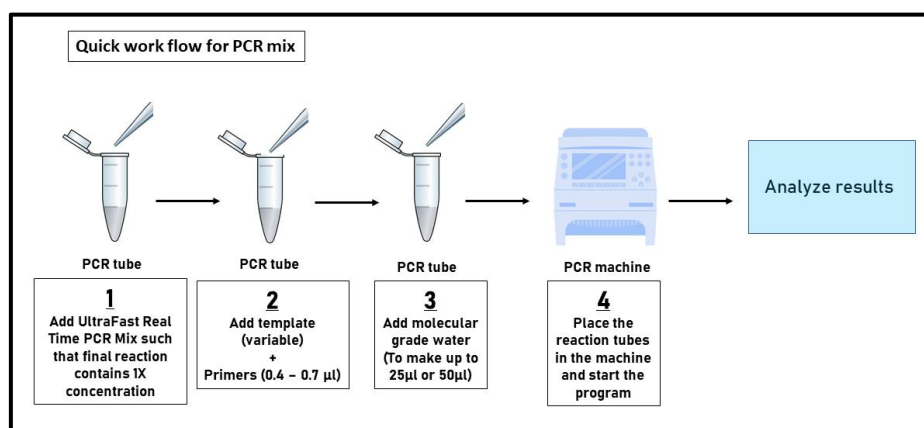 Quick work flow for PCR mix
PCR tube
1
Add UltraFast Real
Time PCR Mix such
that final reaction
contains 1X
concentration
PCR tube
2
Add template
(variable)
+
Primers (0.4 – 0.7 µl)
PCR tube
3
Add molecular
grade water
(To make up to
25µl or 50µl)
PCR machine
4
Place the
reaction tubes
in the machine
and start the
program
Analyze results